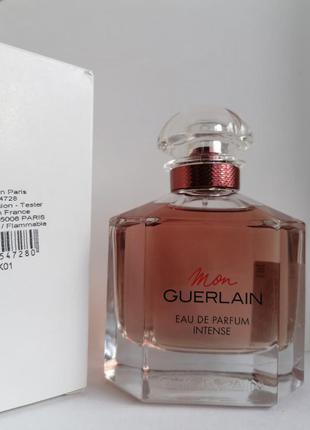 n Paris
4728
ion - Tester
n France
5006 PARIS
/ Flammable
547280
K01
Mon
GUERLAIN
EAU DE PARFUM
INTENSE